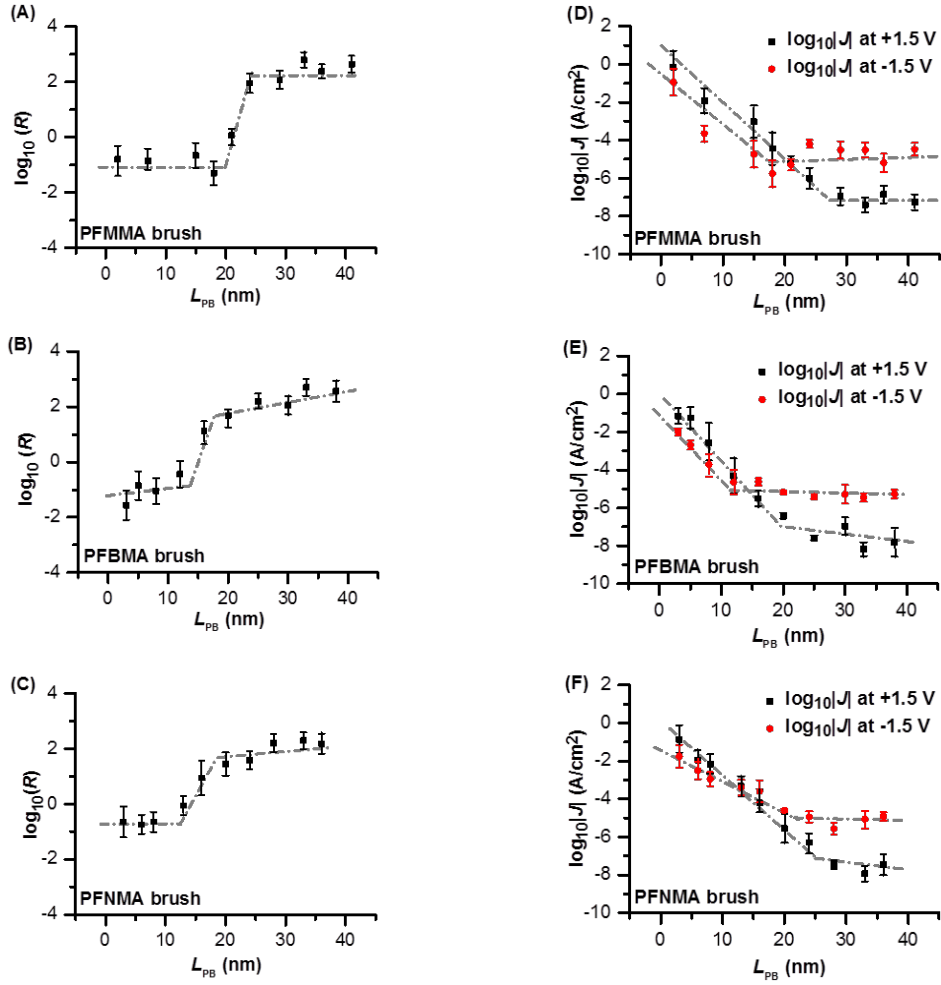 (A)
log10 (R)
4
2
0
-2
-4
PFMMA brush
0 10 20 30 40
LPB (nm)
(D)
log10|J| (A/cm2)
2
0
-2
-4
-6
-8
-10
log10|J| at +1.5 V
log10|J| at -1.5 V
PFMMA brush
0 10 20 30 40
LPB (nm)
(B)
log10 (R)
4
2
0
-2
-4
PFBMA brush
0 10 20 30 40
LPB (nm)
(E)
log10|J| (A/cm2)
2
0
-2
-4
-6
-8
-10
log10|J| at +1.5 V
log10|J| at -1.5 V
PFBMA brush
0 10 20 30 40
LPB (nm)
(C)
log10(R)
4
2
0
-2
-4
PFNMA brush
0 10 20 30 40
LPB (nm)
(F)
log10|J| (A/cm2)
2
0
-2
-4
-6
-8
-10
log10|J| at +1.5 V
log10|J| at -1.5 V
PFNMA brush
0 10 20 30 40
LPB (nm)